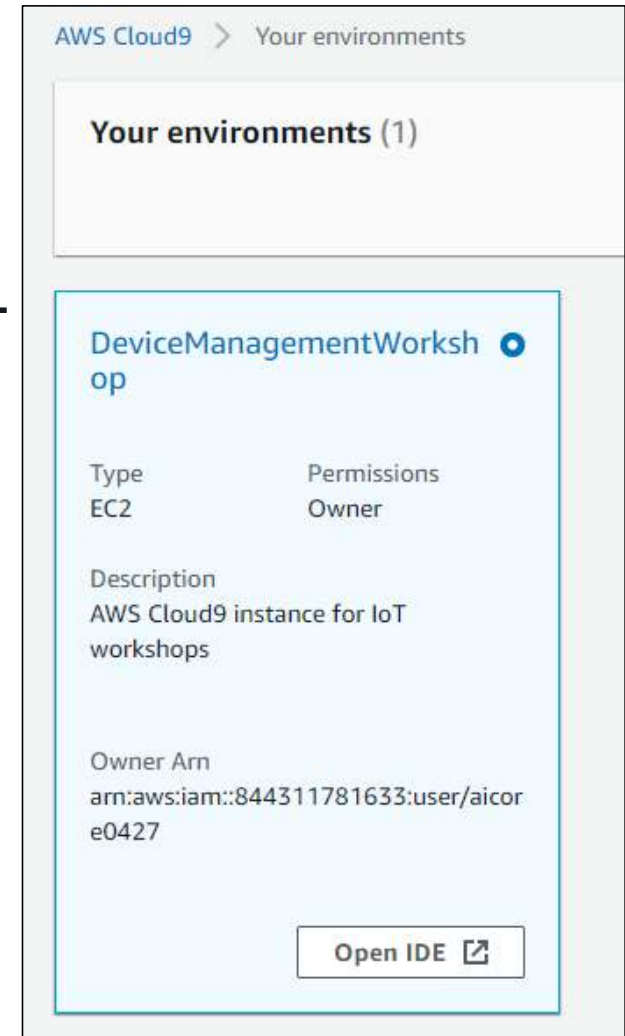 AWS Cloud9 > Your environments
Your environments (1)
DeviceManagementWorksh
op
Type Permissions
EC2 Owner
Description
AWS Cloud9 instance for IoT
workshops
Owner Arn
arn:aws:iam::844311781633:user/aicor
e0427
Open IDE